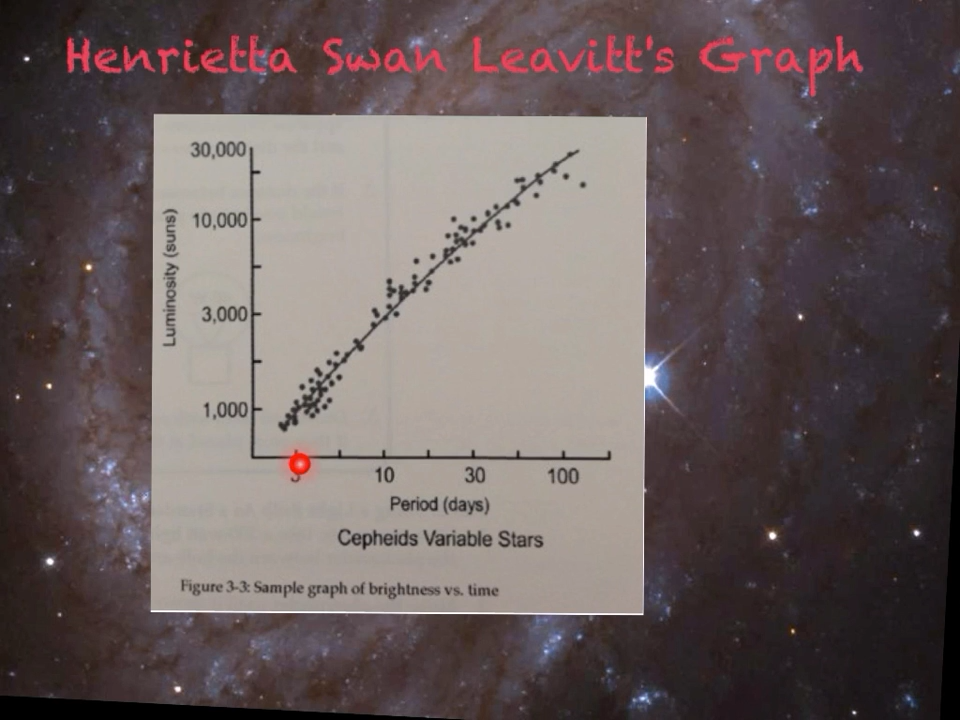 Henrietta Swan Leavitt's Graph
30,000
10,000
Luminosity (suns)
3,000
1,000
10
30
100
Period (days)
Cepheids Variable Stars
Figure 3-3: Sample graph of brightness vs. time